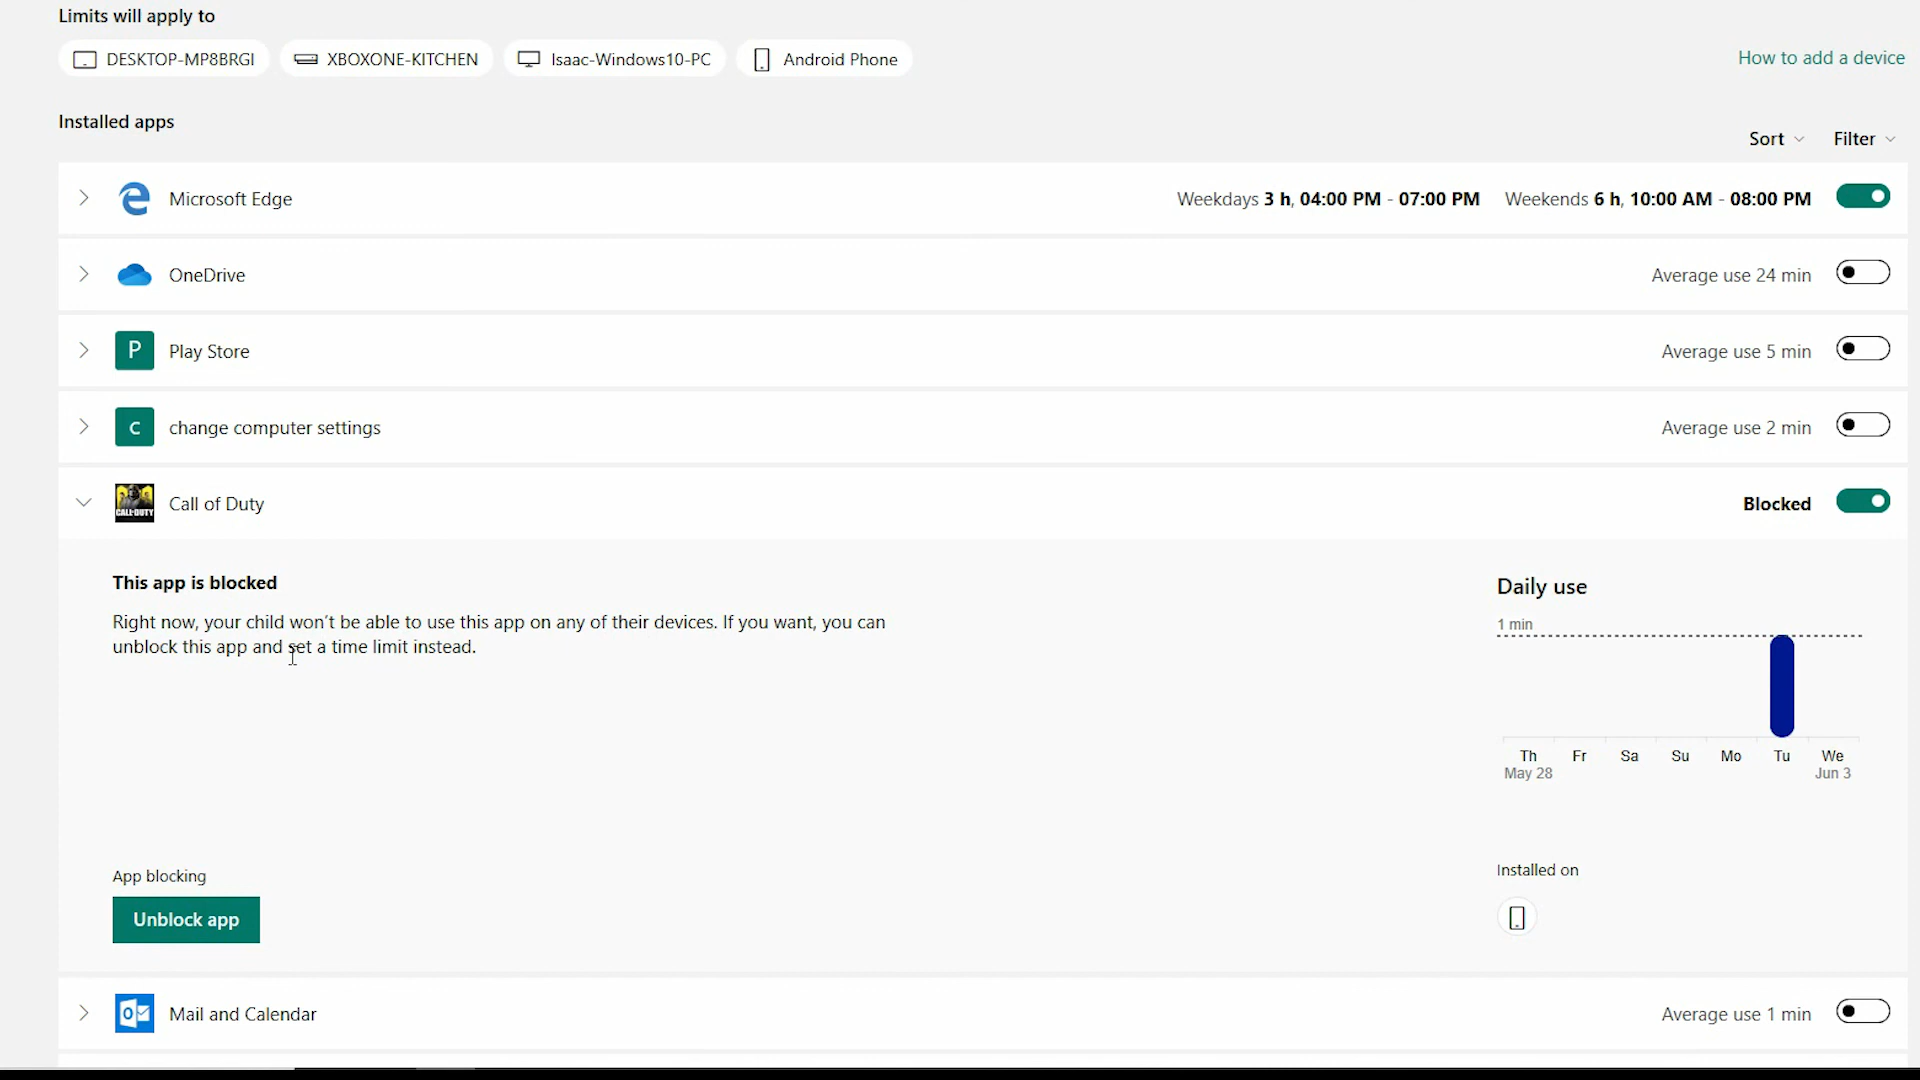 Limits will apply to
DESKTOP-MP8BRGI XBOXONE-KITCHEN Isaac-Windows10-PC Android Phone
How to add a device
Installed apps
Sort Filter
Microsoft Edge Weekdays 3 h, 04:00 PM - 07:00 PM Weekends 6 h, 10:00 AM - 08:00 PM
OneDrive Average use 24 min
P Play Store Average use 5 min
c change computer settings Average use 2 min
CALL·DUTY Call of Duty Blocked
This app is blocked
Right now, your child won’t be able to use this app on any of their devices. If you want, you can
unblock this app and set a time limit instead.
Daily use
1 min
Th Fr Sa Su Mo Tu We
May 28 Jun 3
App blocking
Unblock app
Installed on
Mail and Calendar Average use 1 min